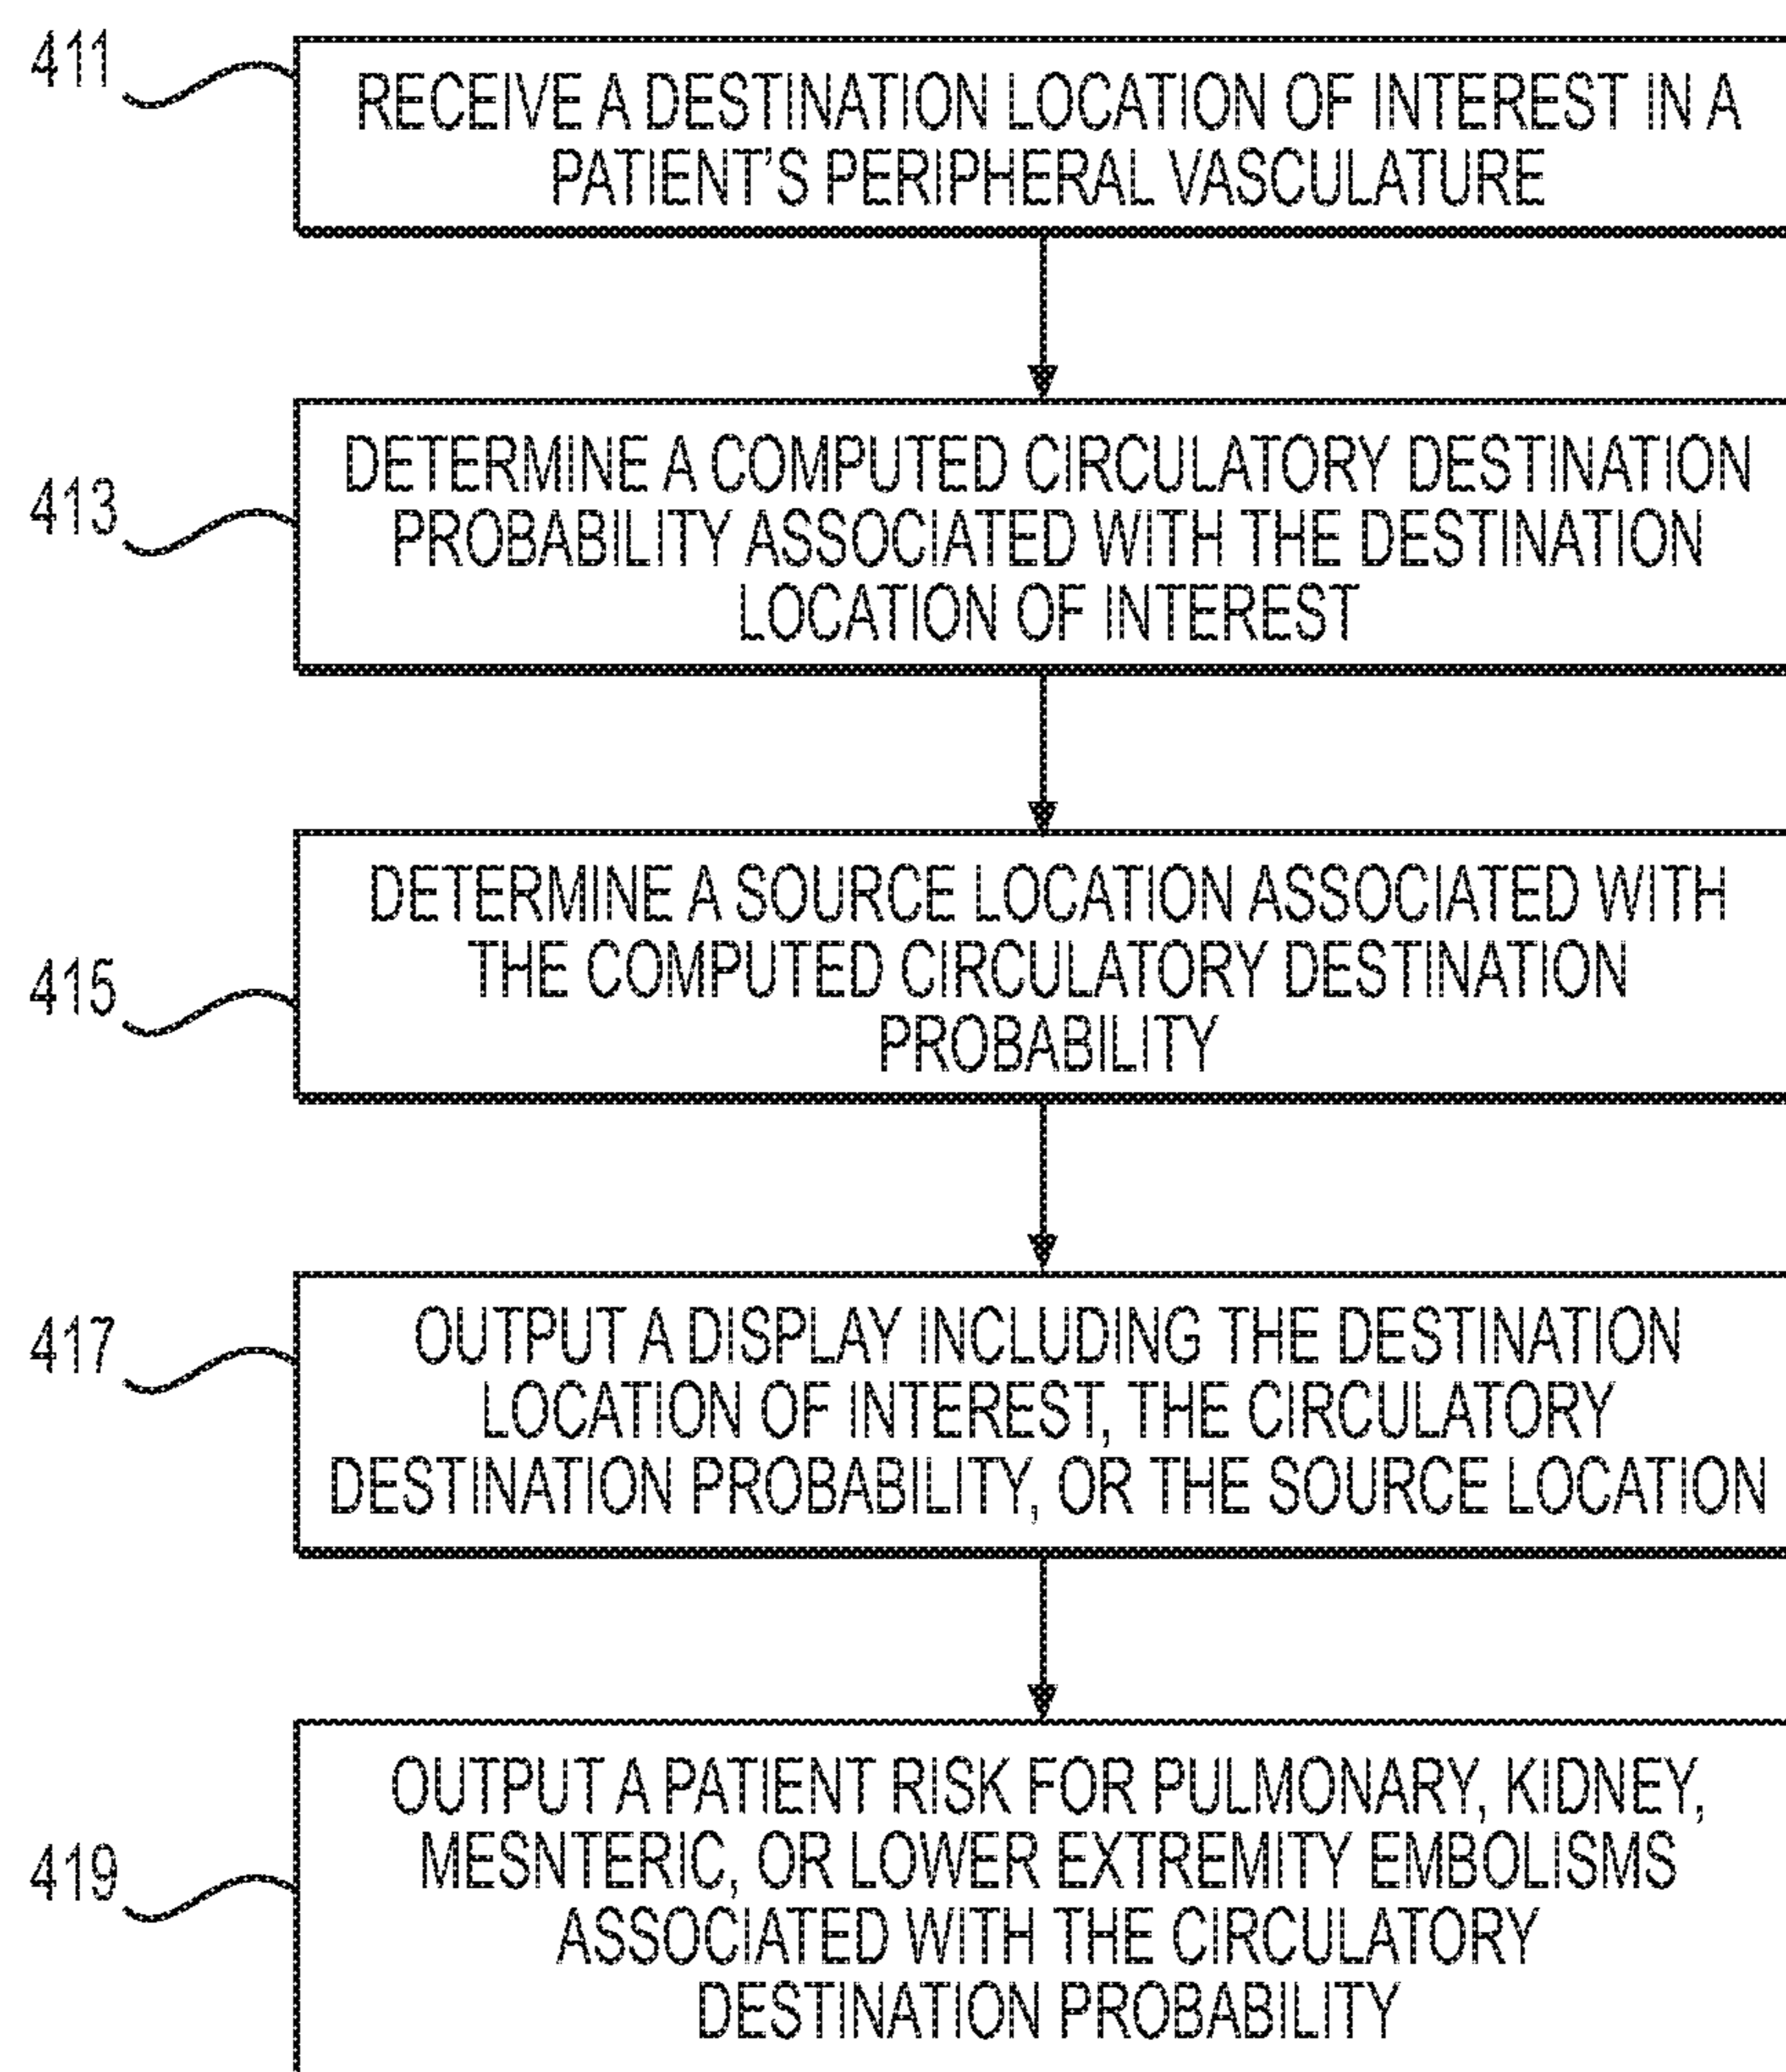 411
RECEIVE A DESTINATION LOCATION OF INTEREST IN A
PATIENT'S PERIPHERAL VASCULATURE
413
DETERMINE A COMPUTED CIRCULATORY DESTINATION
PROBABILITY ASSOCIATED WITH THE DESTINATION
LOCATION OF INTEREST
415
DETERMINE A SOURCE LOCATION ASSOCIATED WITH
THE COMPUTED CIRCULATORY DESTINATION
PROBABILITY
417
OUTPUT A DISPLAY INCLUDING THE DESTINATION
LOCATION OF INTEREST, THE CIRCULATORY
DESTINATION PROBABILITY, OR THE SOURCE LOCATION
419
OUTPUT A PATIENT RISK FOR PULMONARY, KIDNEY,
MESNTERIC, OR LOWER EXTREMITY EMBOLISMS
ASSOCIATED WITH THE CIRCULATORY
DESTINATION PROBABILITY